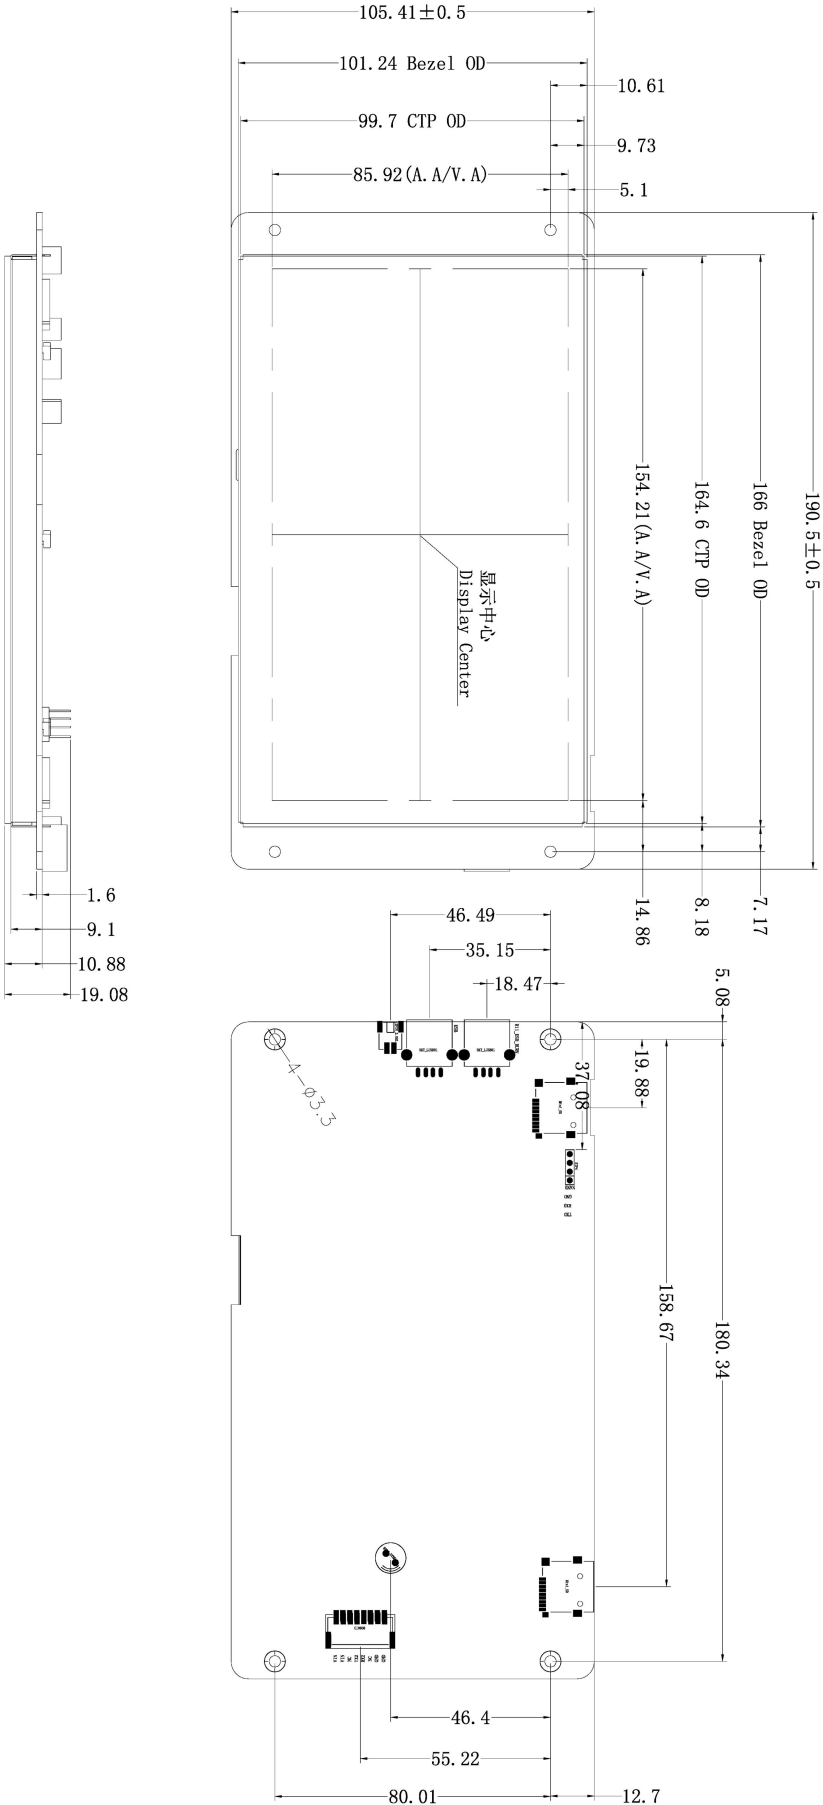 105.41±0.5
101.24 Bezel OD
10.61
99.7 CTP OD
9.73
85.92(A.A/V.A)
5.1
190.5±0.5
166 Bezel OD
164.6 CTP OD
154.21(A.A/V.A)
显示中心
Display Center
1.6
9.1
10.88
19.08
14.86
8.18
7.17
46.49
35.15
18.47
5.08
19.88
37.08
4-ø3.3
158.67
180.34
46.4
55.22
80.01
12.7